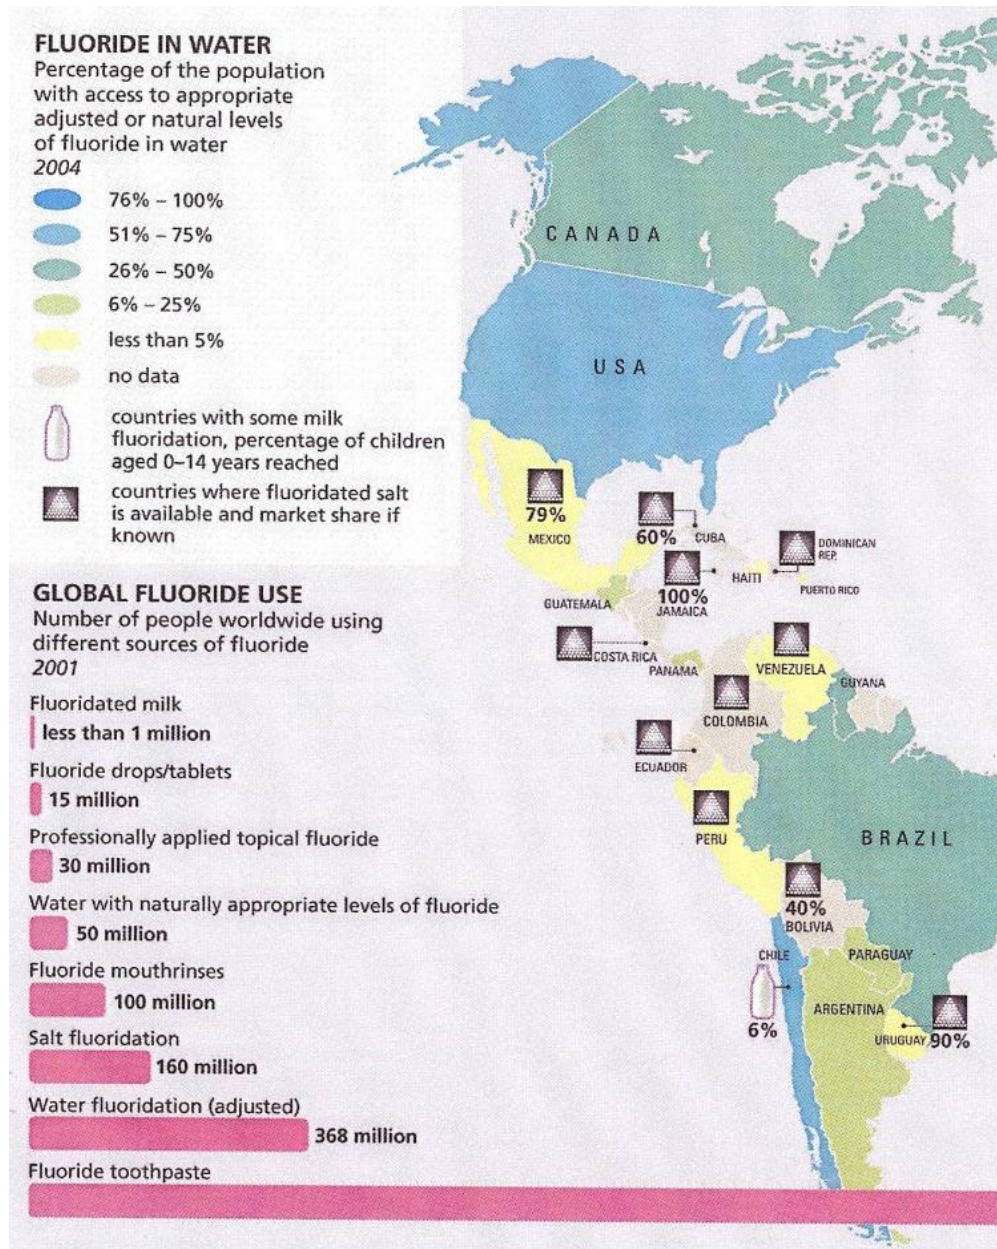 FLUORIDE IN WATER
Percentage of the population
with access to appropriate
adjusted or natural levels
of fluoride in water
2004
76% – 100%
51% – 75%
26% – 50%
6% – 25%
less than 5%
no data
countries with some milk
fluoridation, percentage of children
aged 0–14 years reached
countries where fluoridated salt
is available and market share if
known
GLOBAL FLUORIDE USE
Number of people worldwide using
different sources of fluoride
2001
Fluoridated milk
less than 1 million
Fluoride drops/tablets
15 million
Professionally applied topical fluoride
30 million
Water with naturally appropriate levels of fluoride
50 million
Fluoride mouthrinses
100 million
Salt fluoridation
160 million
Water fluoridation (adjusted)
368 million
Fluoride toothpaste
CANADA
USA
79%
MEXICO
60%
CUBA
DOMINICAN
REP.
HAITI
PUERTO RICO
100%
JAMAICA
GUATEMALA
COSTA RICA
PANAMA
VENEZUELA
GUYANA
COLOMBIA
ECUADOR
PERU
BRAZIL
40%
BOLIVIA
CHILE
PARAGUAY
6%
ARGENTINA
URUGUAY
90%